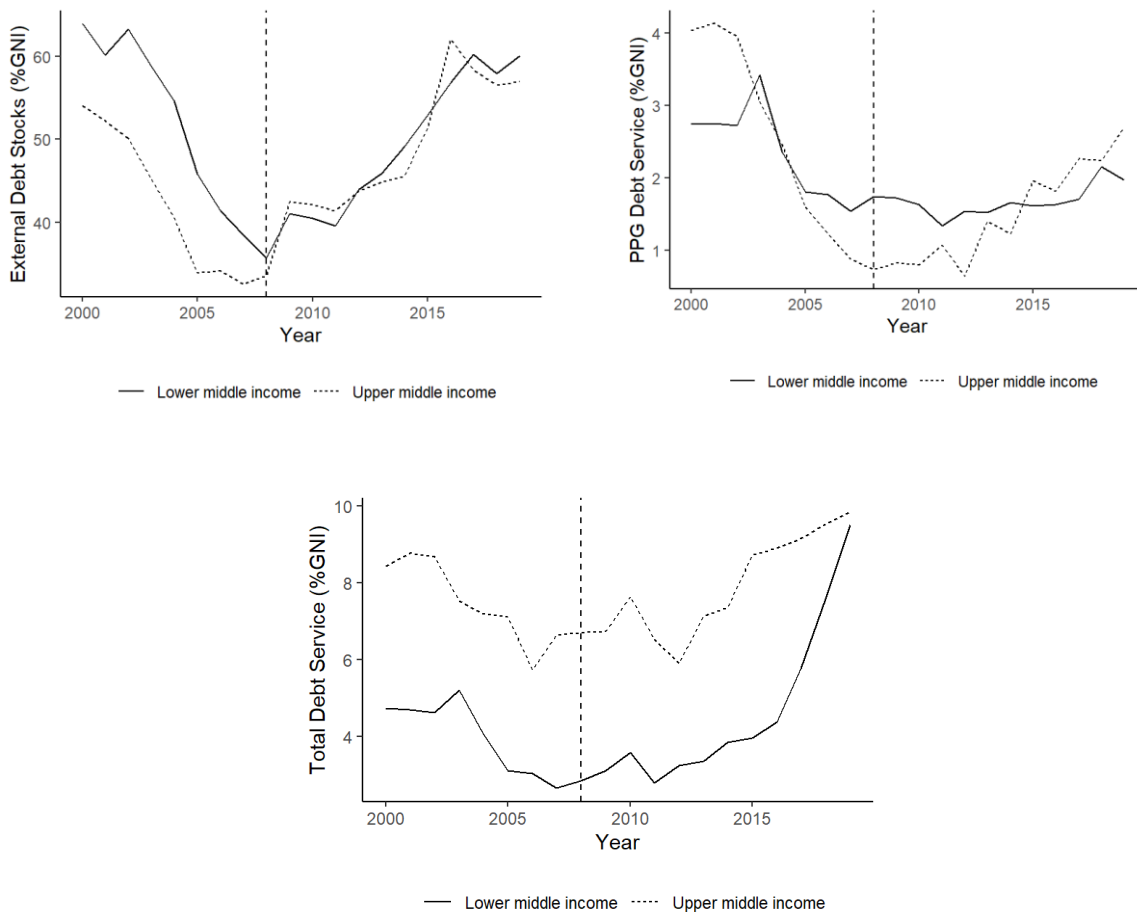 External Debt Stocks (%GNI)
60
50
40
2000 2005 2010 2015
Year
Lower middle income Upper middle income
PPG Debt Service (%GNI)
4
3
2
1
2000 2005 2010 2015
Year
Lower middle income Upper middle income
Total Debt Service (%GNI)
10
8
6
4
2000 2005 2010 2015
Year
Lower middle income Upper middle income